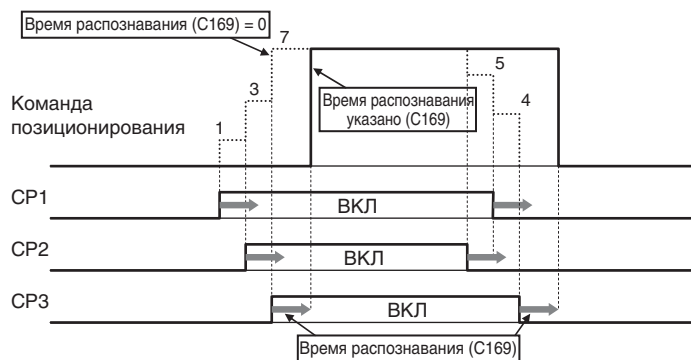 Время распознавания (C169) = 0
7
5
3
Время распознавания
указано (C169)
4
Команда
позиционирования
1
CP1
ВКЛ
CP2
ВКЛ
CP3
ВКЛ
Время распознавания (C169)